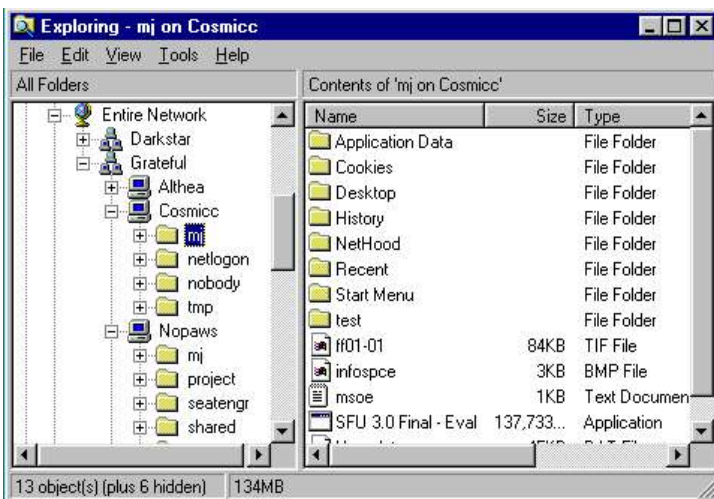 Exploring - mj on Cosmicc
File Edit View Tools Help
All Folders
Contents of 'mj on Cosmicc'
Entire Network
Darkstar
Grateful
Althea
Cosmicc
mj
netlogon
nobody
tmp
Nopaws
mj
project
seatengr
shared
Name Size Type
Application Data File Folder
Cookies File Folder
Desktop File Folder
History File Folder
NetHood File Folder
Recent File Folder
Start Menu File Folder
test File Folder
ff01-01 84KB TIF File
infospce 3KB BMP File
msoe 1KB Text Documen
SFU 3.0 Final - Eval 137,733... Application
13 object(s) (plus 6 hidden) 134MB